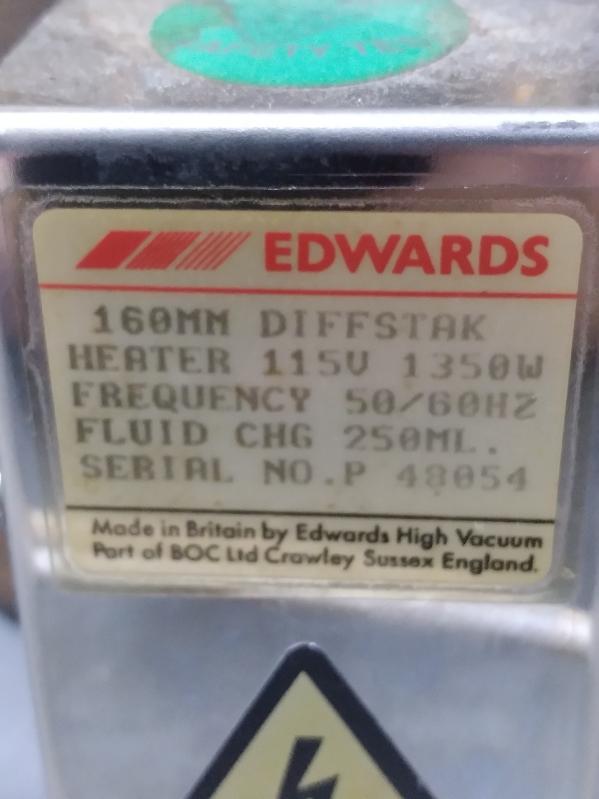 EDWARDS
160MM DIFFSTAK
HEATER 115V 1350W
FREQUENCY 50/60HZ
FLUID CHG 250ML.
SERIAL NO.P 48054
Made in Britain by Edwards High Vacuum
Part of BOC Ltd Crawley Sussex England.